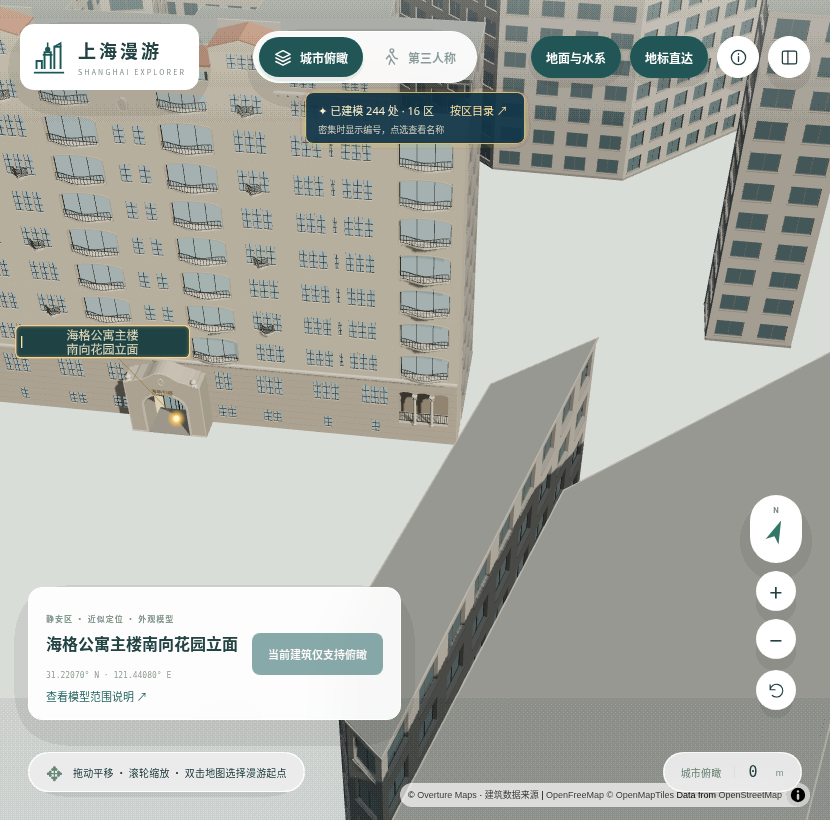 上海漫游
SHANGHAI EXPLORER
城市俯瞰
第三人称
地面与水系
地标直达
✦ 已建模 244 处 · 16 区 按区目录 ↗
密集时显示编号，点选查看名称
海格公寓主楼
南向花园立面
N
静安区 · 近似定位 · 外观模型
海格公寓主楼南向花园立面
当前建筑仅支持俯瞰
31.22070° N · 121.44080° E
查看模型范围说明 ↗
拖动平移 · 滚轮缩放 · 双击地图选择漫游起点
城市俯瞰 0 m
© Overture Maps · 建筑数据来源 | OpenFreeMap © OpenMapTiles Data from OpenStreetMap